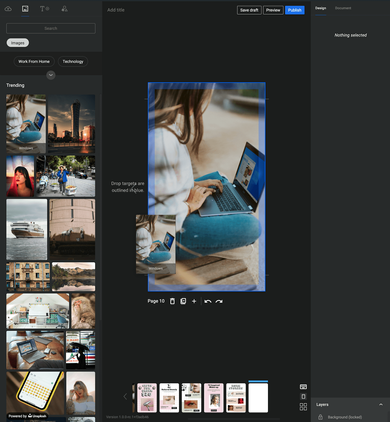 Add title
Save draft
Preview
Publish
Design
Document
Nothing selected
Search
Images
Work From Home
Technology
Trending
Drop targets are
outlined in blue.
Page 10
Powered by Unsplash
Layers
Background (locked)